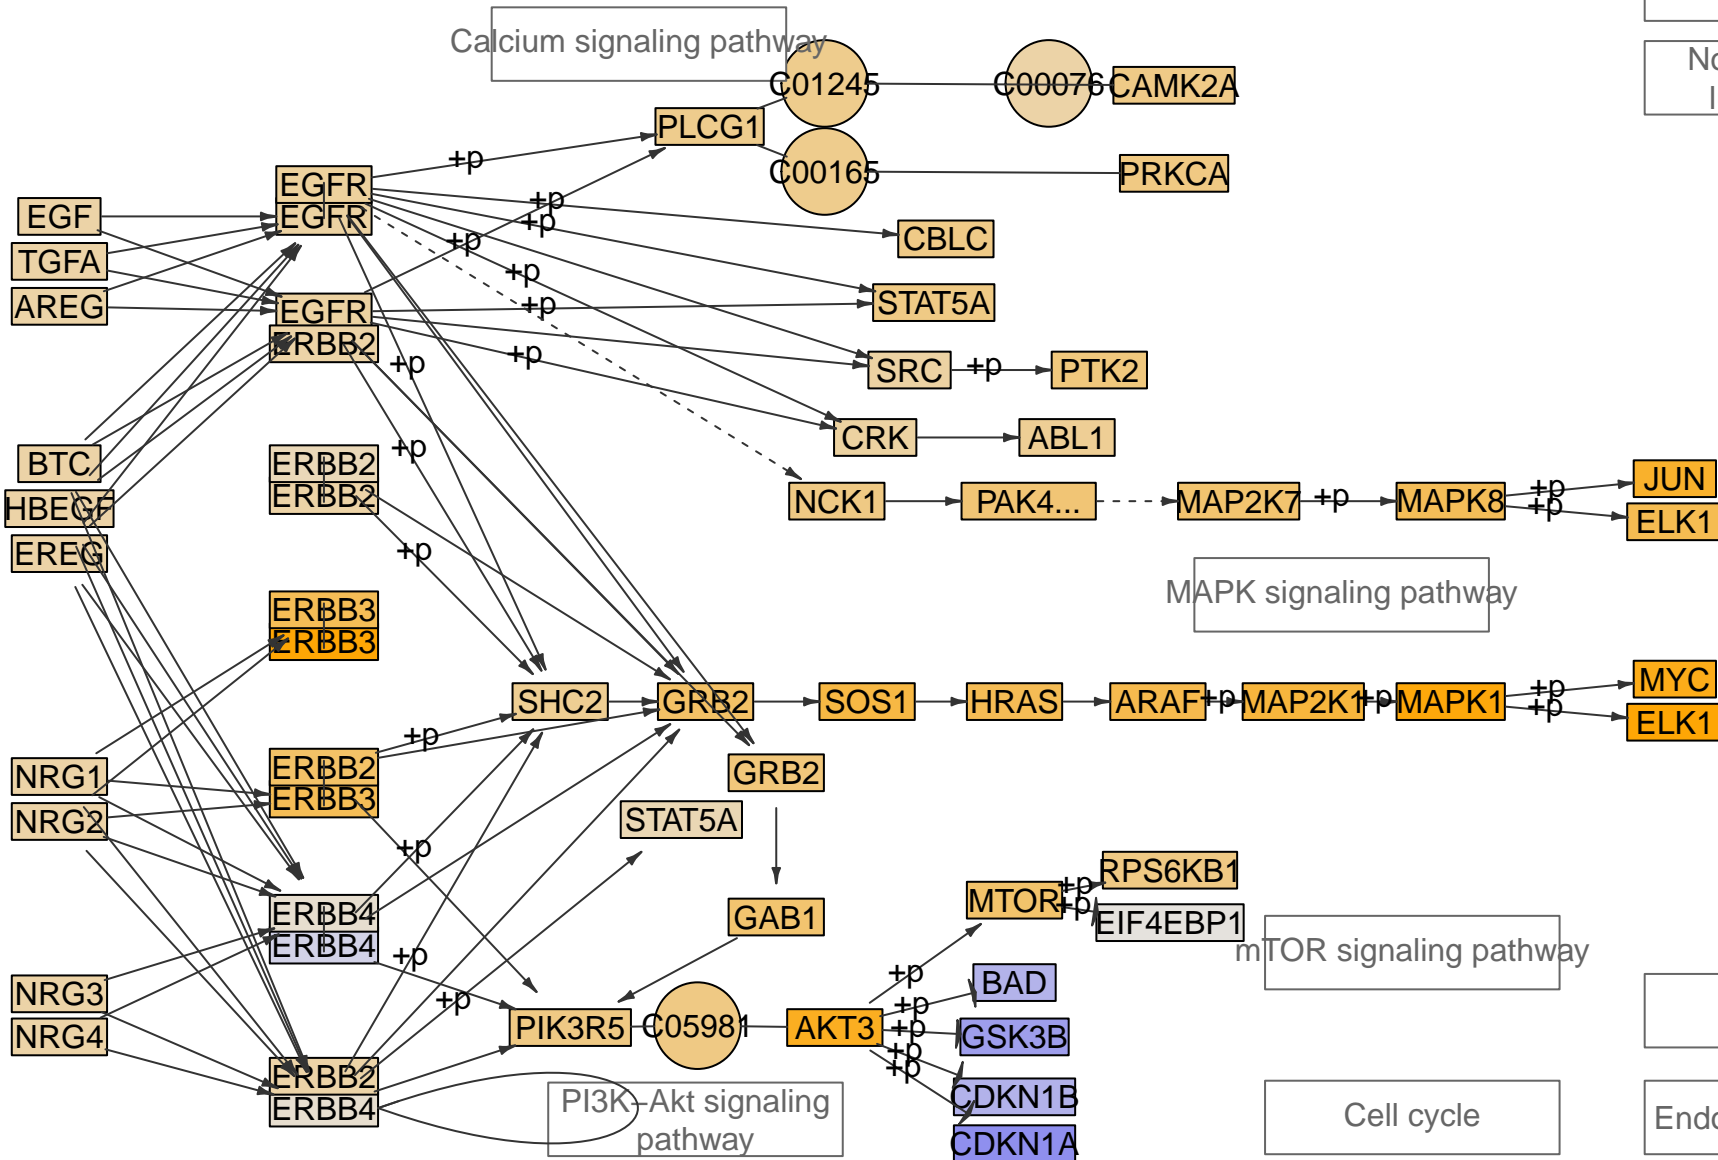 Calcium signaling pathway
C01245
C00076
CAMK2A
PLCG1
+p
C00165
PRKCA
EGFR
EGFR
EGF
TGFA
AREG
+p
+p
+p
CBLC
+p
STAT5A
EGFR
ERBB2
+p
+p
+p
SRC
+p
PTK2
CRK
ABL1
+p
BTC
HBEGF
EREG
ERBB2
ERBB2
NCK1
PAK4...
MAP2K7
+p
MAPK8
+p
+p
JUN
ELK1
+p
MAPK signaling pathway
ERBB3
ERBB3
SHC2
GRB2
SOS1
HRAS
ARAF
+p
MAP2K1
+p
MAPK1
+p
+p
MYC
ELK1
+p
NRG1
NRG2
ERBB2
ERBB3
GRB2
STAT5A
+p
ERBB4
ERBB4
GAB1
MTOR
+p
+p
RPS6KB1
EIF4EBP1
mTOR signaling pathway
+p
+p
NRG3
NRG4
+p
BAD
PIK3R5
C05981
AKT3
+p
+p
+p
+p
GSK3B
ERBB2
ERBB4
PI3K–Akt signaling
pathway
CDKN1B
CDKN1A
Cell cycle